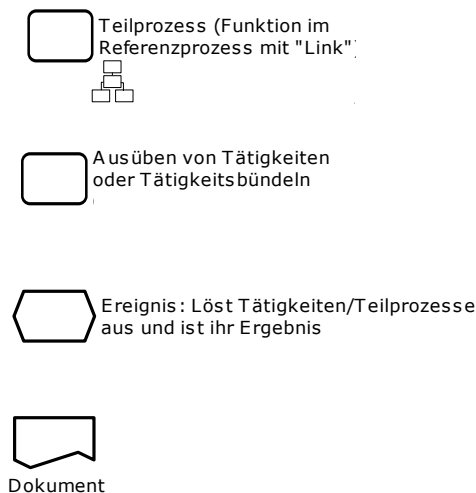 Teilprozess (Funktion im
Referenzprozess mit "Link")
Ausüben von Tätigkeiten
oder Tätigkeitsbündeln
Ereignis: Löst Tätigkeiten/Teilprozesse
aus und ist ihr Ergebnis
Dokument